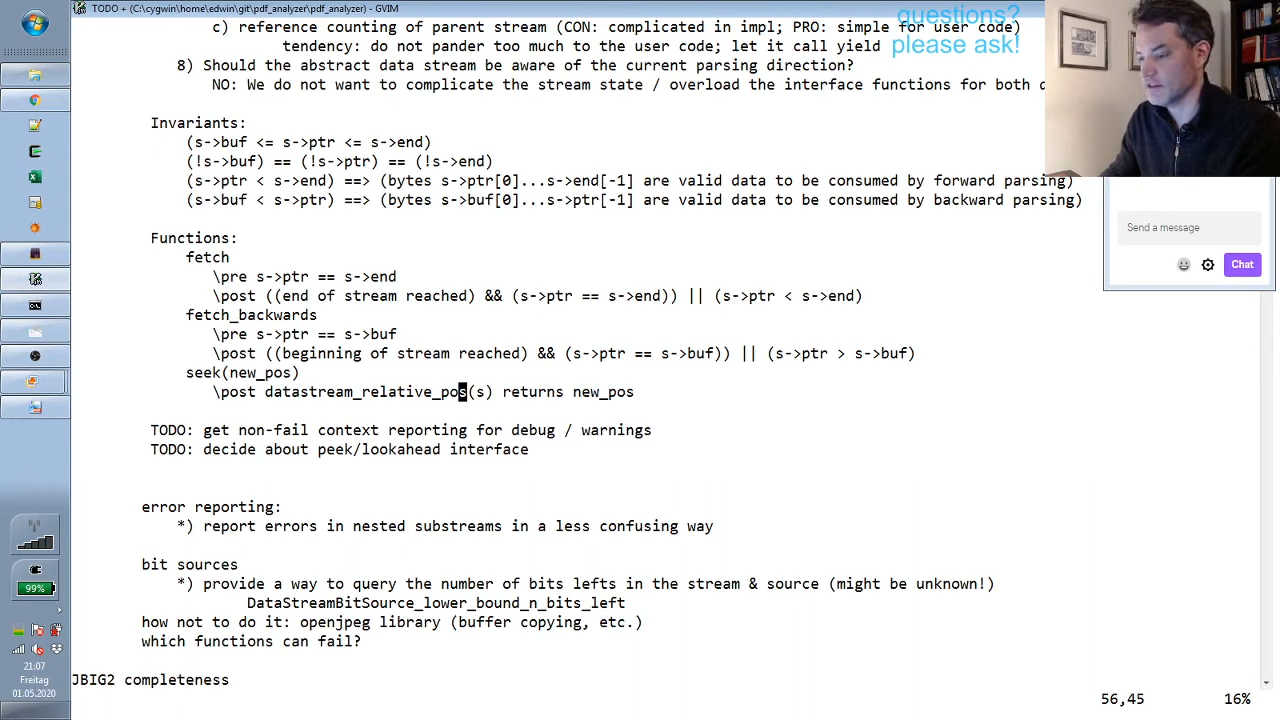 TODO + (C:\cygwin\home\edwin\git\pdf_analyzer\pdf_analyzer) - GVIM
questions?
please ask!
c) reference counting of parent stream (CON: complicated in impl; PRO: simple for user code)
tendency: do not pander too much to the user code; let it call yield
8) Should the abstract data stream be aware of the current parsing direction?
NO: We do not want to complicate the stream state / overload the interface functions for both
Invariants:
(s->buf <= s->ptr <= s->end)
(!s->buf) == (!s->ptr) == (!s->end)
(s->ptr < s->end) ==> (bytes s->ptr[0]...s->end[-1] are valid data to be consumed by forward parsing)
(s->buf < s->ptr) ==> (bytes s->buf[0]...s->ptr[-1] are valid data to be consumed by backward parsing)
Send a message
Chat
Functions:
fetch
\pre s->ptr == s->end
\post ((end of stream reached) && (s->ptr == s->end)) || (s->ptr < s->end)
fetch_backwards
\pre s->ptr == s->buf
\post ((beginning of stream reached) && (s->ptr == s->buf)) || (s->ptr > s->buf)
seek(new_pos)
\post datastream_relative_pos(s) returns new_pos
TODO: get non-fail context reporting for debug / warnings
TODO: decide about peek/lookahead interface
error reporting:
*) report errors in nested substreams in a less confusing way
bit sources
*) provide a way to query the number of bits lefts in the stream & source (might be unknown!)
DataStreamBitSource_lower_bound_n_bits_left
how not to do it: openjpeg library (buffer copying, etc.)
which functions can fail?
JBIG2 completeness
56,45 16%
99%
21:07
Freitag
01.05.2020